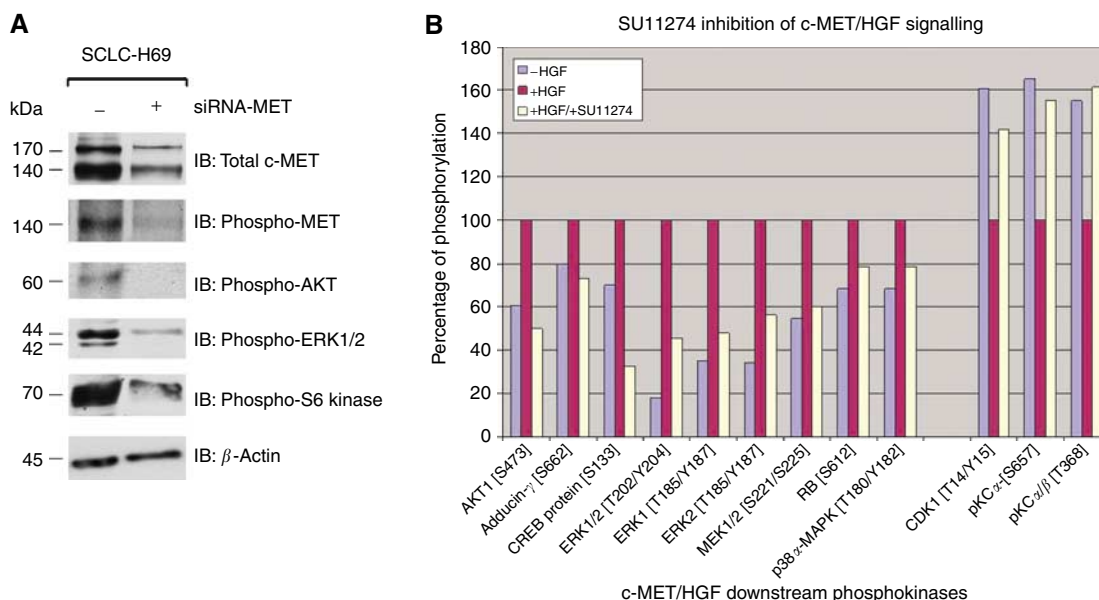 A
SCLC-H69
kDa
–
+
siRNA-MET
170
140
IB: Total c-MET
140
IB: Phospho-MET
60
IB: Phospho-AKT
44
42
IB: Phospho-ERK1/2
70
IB: Phospho-S6 kinase
45
IB: β-Actin
B
SU11274 inhibition of c-MET/HGF signalling
Percentage of phosphorylation
180
160
140
120
100
80
60
40
20
0
–HGF
+HGF
+HGF/+SU11274
AKT1 [S473]
Adducin-γ [S662]
CREB protein [S133]
ERK1/2 [T202/Y204]
ERK1 [T185/Y187]
ERK2 [T185/Y187]
MEK1/2 [S221/S225]
RB [S612]
p38α-MAPK [T180/Y182]
CDK1 [T14/Y15]
pKCα-[S657]
pKCα/β [T368]
c-MET/HGF downstream phosphokinases